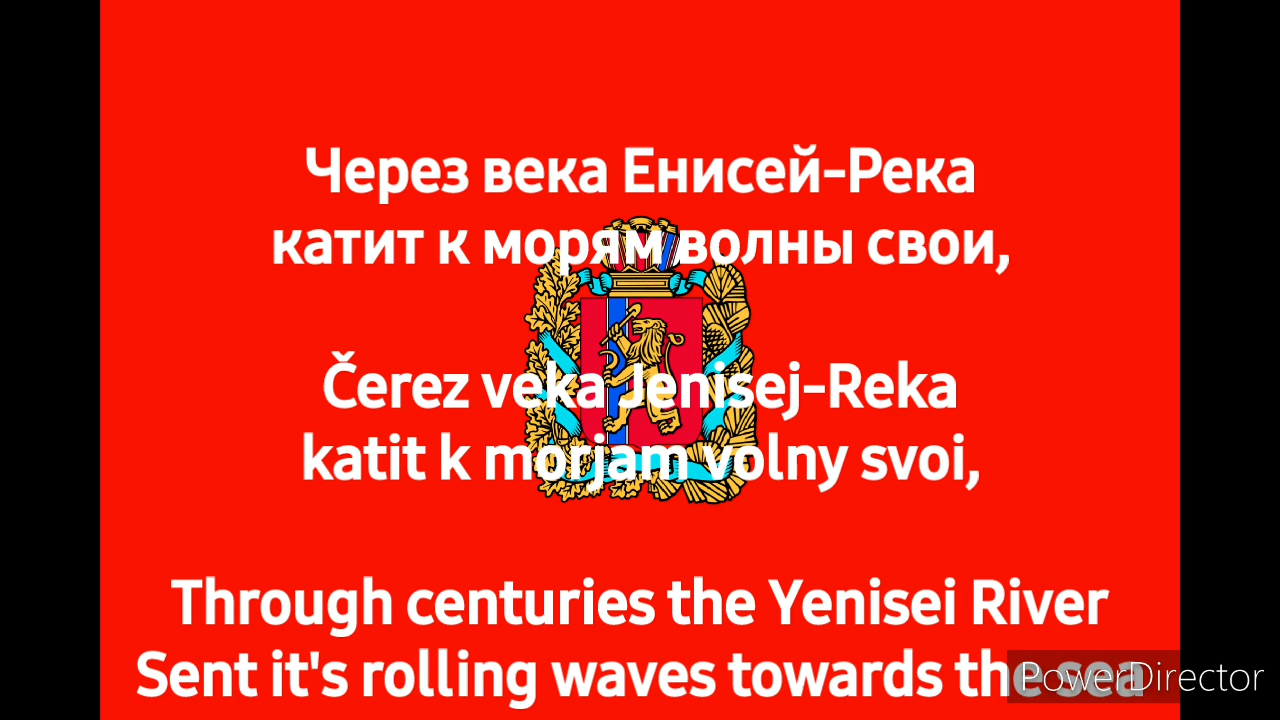 Через века Енисей-Река
катит к морям волны свои,
Čerez veka Jenisej-Reka
katit k morjam volny svoi,
Through centuries the Yenisei River
Sent it's rolling waves towards the sea
PowerDirector